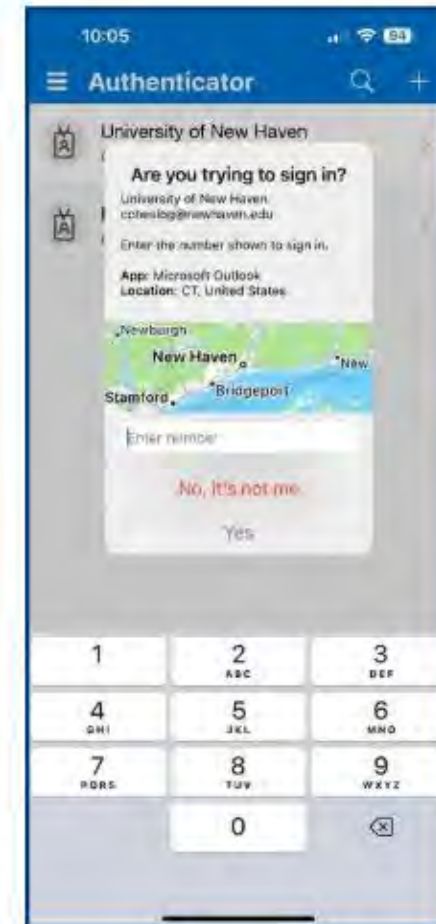 10:05
94
Authenticator
University of New Haven
Are you trying to sign in?
University of New Haven
Enter the number shown to sign in.
App: Microsoft Outlook
Location: CT, United States
Newburgh
New Haven
New
Bridgeport
Stamford
Enter number
No, it's not me
Yes
1
2
ABC
3
DEF
4
GHI
5
JKL
6
MNO
7
PQRS
8
TUV
9
WXYZ
0